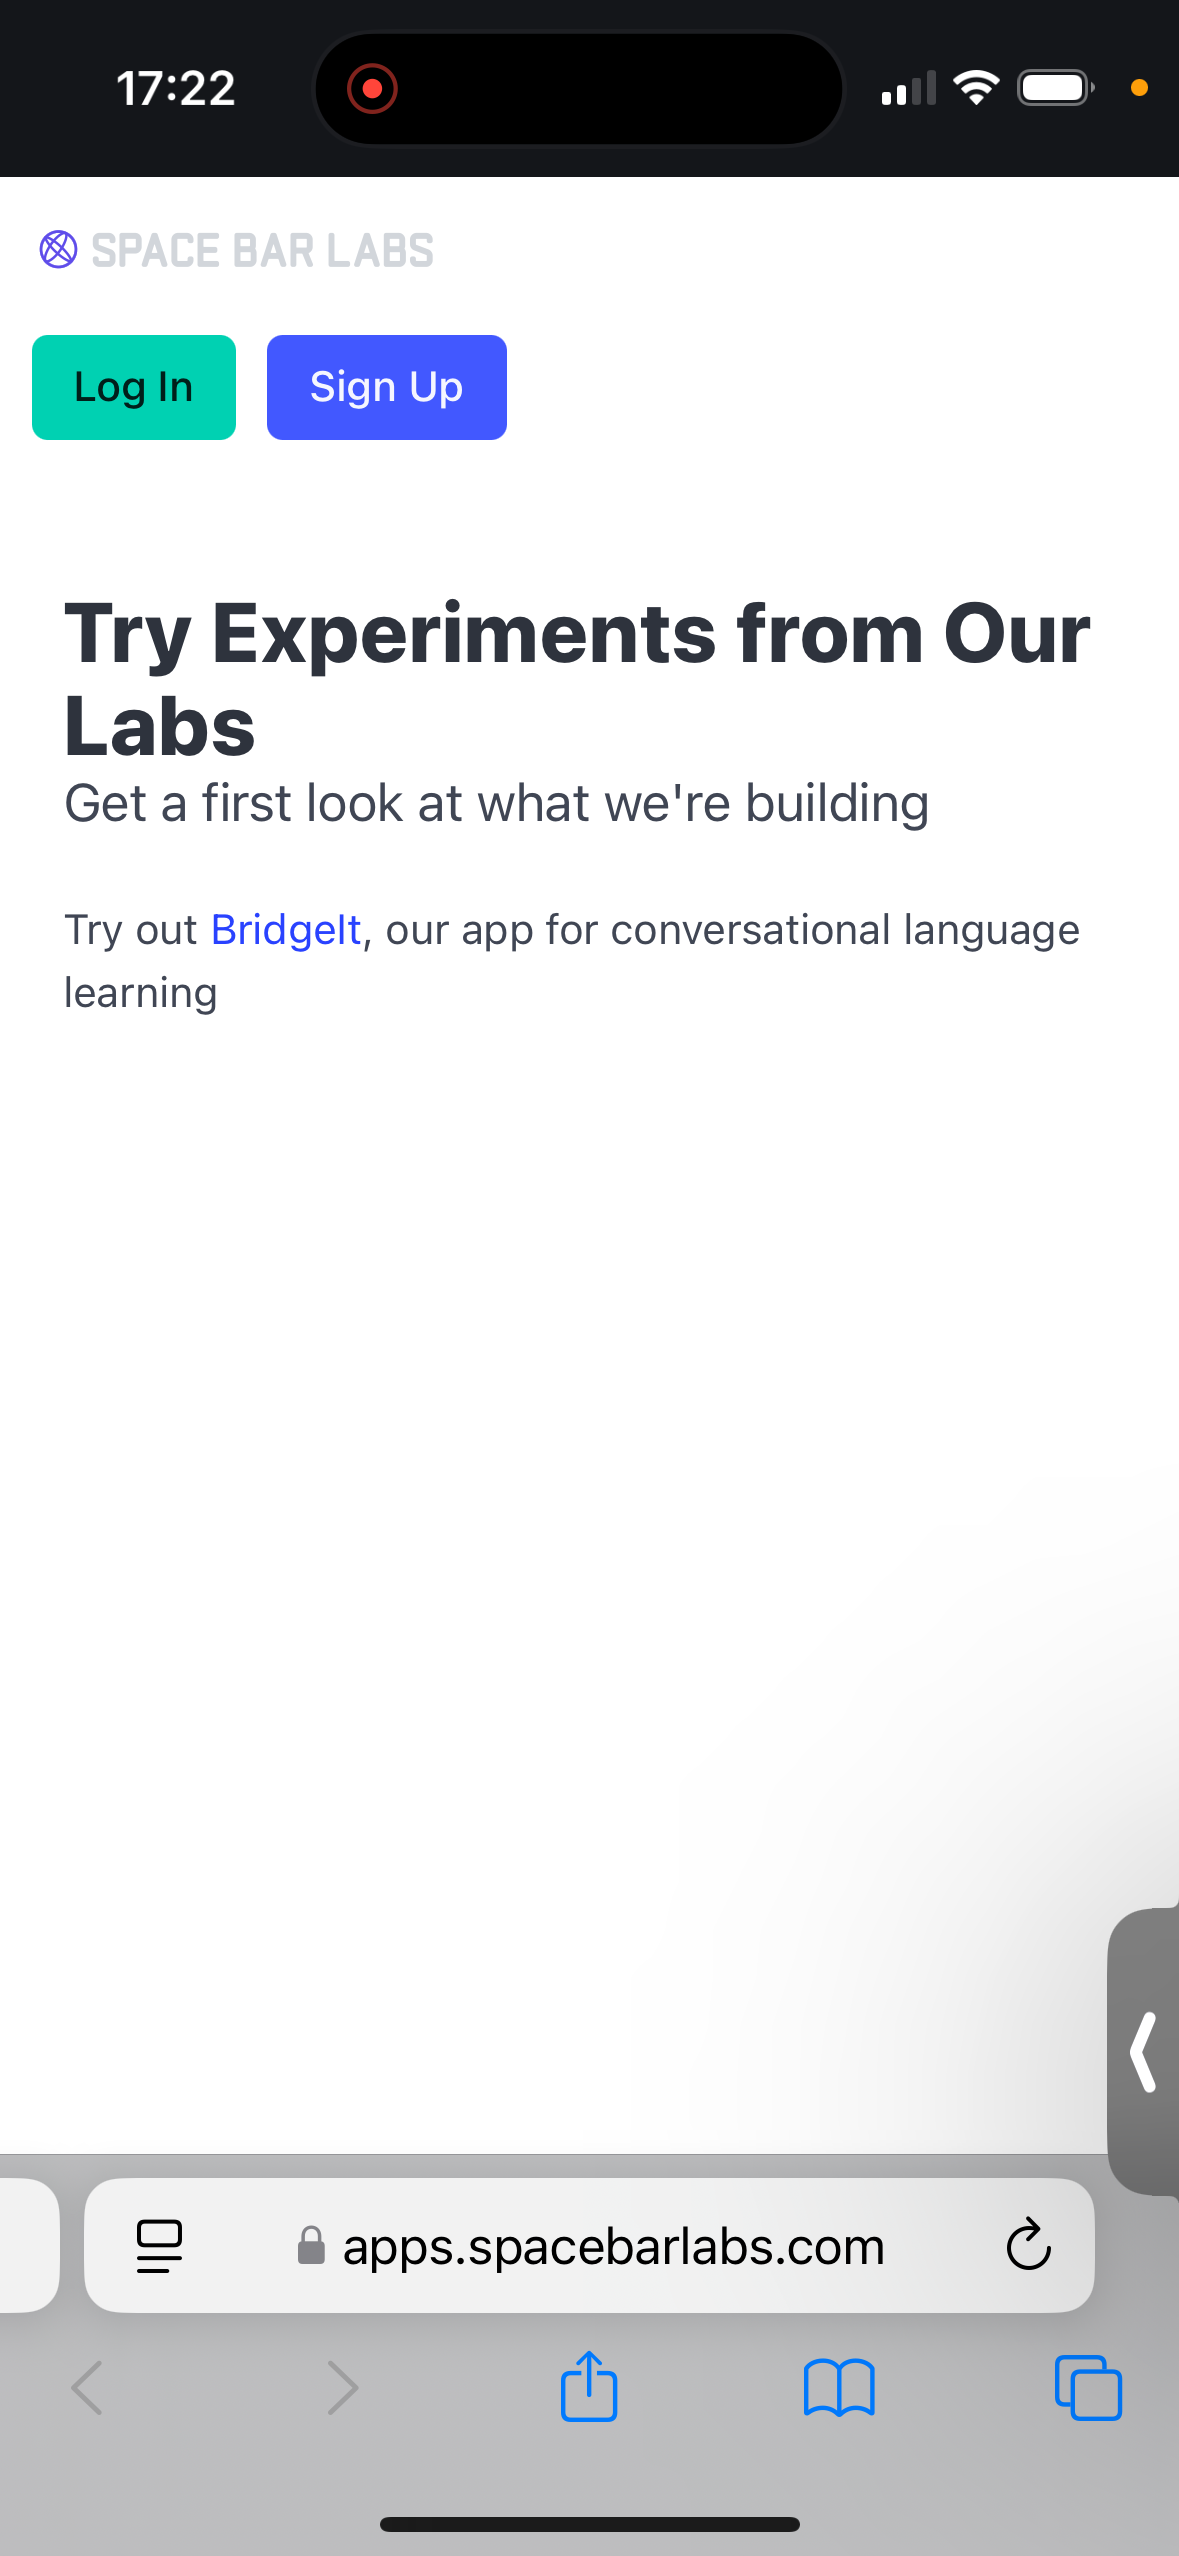 17:22
SPACE BAR LABS
Log In
Sign Up
Try Experiments from Our
Labs
Get a first look at what we're building
Try out BridgeIt, our app for conversational language
learning
apps.spacebarlabs.com